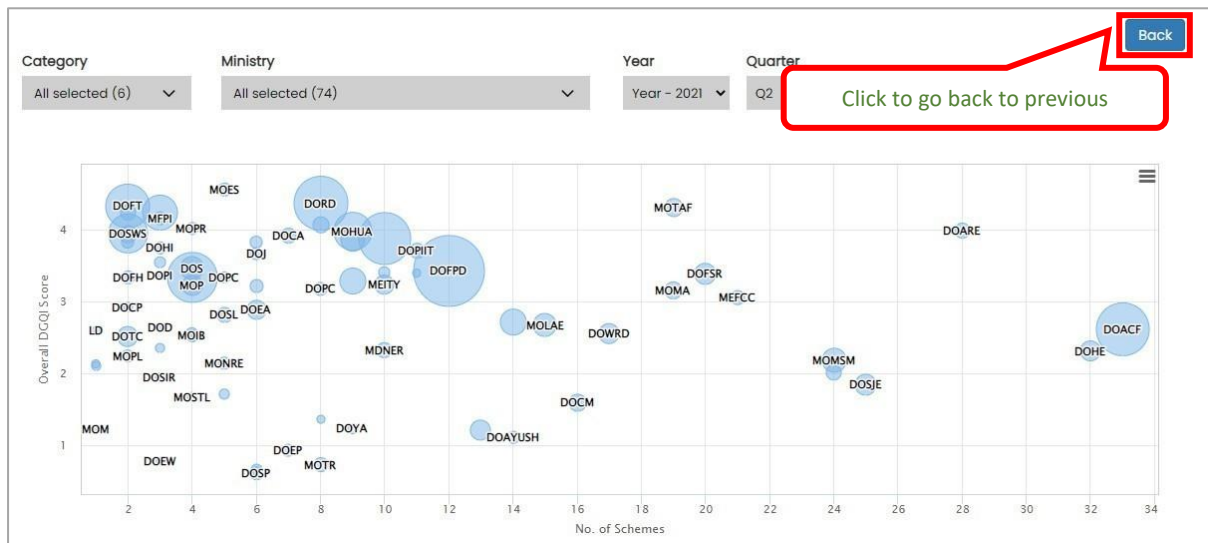 Back
Category
Ministry
Year
Quarter
All selected (6)
All selected (74)
Year - 2021
Q2
Click to go back to previous
MOES
DOFT
MFPI
MOPR
DORD
MOTAF
DOSWS
DOHI
DOCA
MOHUA
DOARE
DOJ
DOPIIT
DOFH
DOPI
DOS
MOP
DOPC
DOPC
MEITY
DOFPD
DOFSR
MOMA
MEFCC
DOCP
DOSL
DOEA
LD
DOTC
DOD
MOIB
MOLAE
DOWRD
DOACF
MOPL
MONRE
MDNER
DOHE
DOSIR
MOMSM
DOSJE
MOSTL
DOCM
MOM
DOYA
DOAYUSH
DOEW
DOEP
DOSP
MOTR
Overall DGQI Score
4
3
2
1
2
4
6
8
10
12
14
16
18
20
22
24
26
28
30
32
34
No. of Schemes